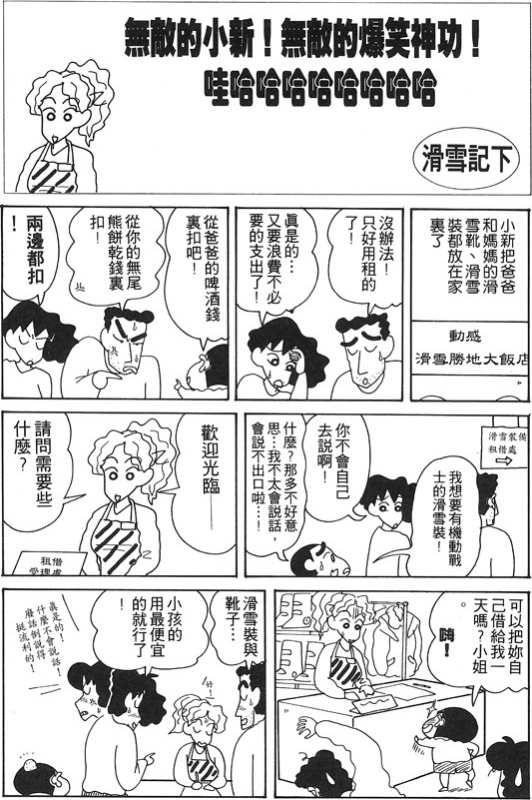 無敵的小新！無敵的爆笑神功！
哇哈哈哈哈哈哈哈哈
滑雪記下
小新把爸爸
和媽媽的滑
雪靴、滑雪
裝都放在家
裏了
動感
滑雪勝地大飯店
沒辦法！
只好用租的
了！
真是的…
又要浪費不必
要的支出了！
從爸爸的啤酒錢
裏扣吧！
從你的無尾
熊餅乾錢裏
扣！
兩邊都扣
！
滑雪裝備
租借處
我想要有機動戰
士的滑雪裝！
你不會自己
去說啊！
什麼？那多不好意
思…我不太會說話，
會說不出口啦…！
歡迎光臨──
請問需要些
什麼？
租借
受理處
可以把妳自
己借給我一
天嗎？小姐
。
嗨！
滑雪裝與
靴子…
小孩的
用最便宜
的就行了
！
真是的！
什麼不會說話！
廢話倒說得
挺流利的！